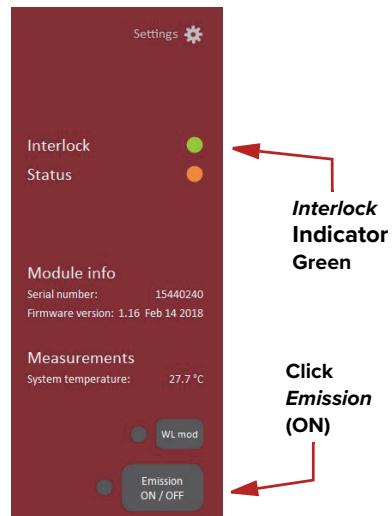 Settings
Interlock
Status
Interlock
Indicator
Green
Module info
Serial number: 15440240
Firmware version: 1.16 Feb 14 2018
Measurements
System temperature: 27.7 °C
Click
Emission
(ON)
WL mod
Emission
ON / OFF